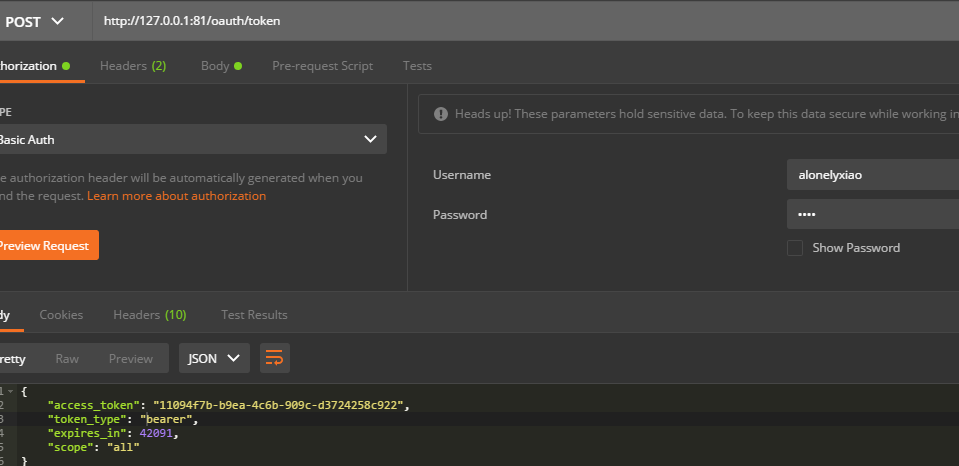 POST http://127.0.0.1:81/oauth/token
horization Headers (2) Body Pre-request Script Tests
PE
Basic Auth
e authorization header will be automatically generated when you
nd the request. Learn more about authorization
Preview Request
Heads up! These parameters hold sensitive data. To keep this data secure while working in
Username alonelyxiao
Password ••••
Show Password
dy Cookies Headers (10) Test Results
retty Raw Preview JSON
1 {
2 "access_token": "11094f7b-b9ea-4c6b-909c-d3724258c922",
3 "token_type": "bearer",
4 "expires_in": 42091,
5 "scope": "all"
6 }